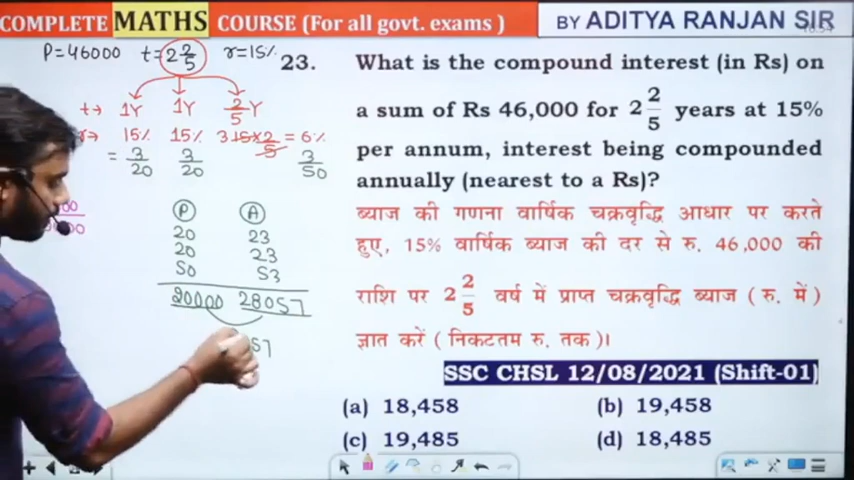 COMPLETE MATHS COURSE (For all govt. exams) BY ADITYA RANJAN SIR
P=46000 t=2 2/5 r=15%
t→ 1Y 1Y 2/5 Y
15% 15% 3 15×2/5 = 6%
= 3/20 3/20 3/50
P A
20 23
20 23
50 53
20000 28057
57
23. What is the compound interest (in Rs) on
a sum of Rs 46,000 for 2 2/5 years at 15%
per annum, interest being compounded
annually (nearest to a Rs)?
ब्याज की गणना वार्षिक चक्रवृद्धि आधार पर करते
हुए, 15% वार्षिक ब्याज की दर से रु. 46,000 की
राशि पर 2 2/5 वर्ष में प्राप्त चक्रवृद्धि ब्याज ( रु. में )
ज्ञात करें ( निकटतम रु. तक )।
SSC CHSL 12/08/2021 (Shift-01)
(a) 18,458 (b) 19,458
(c) 19,485 (d) 18,485